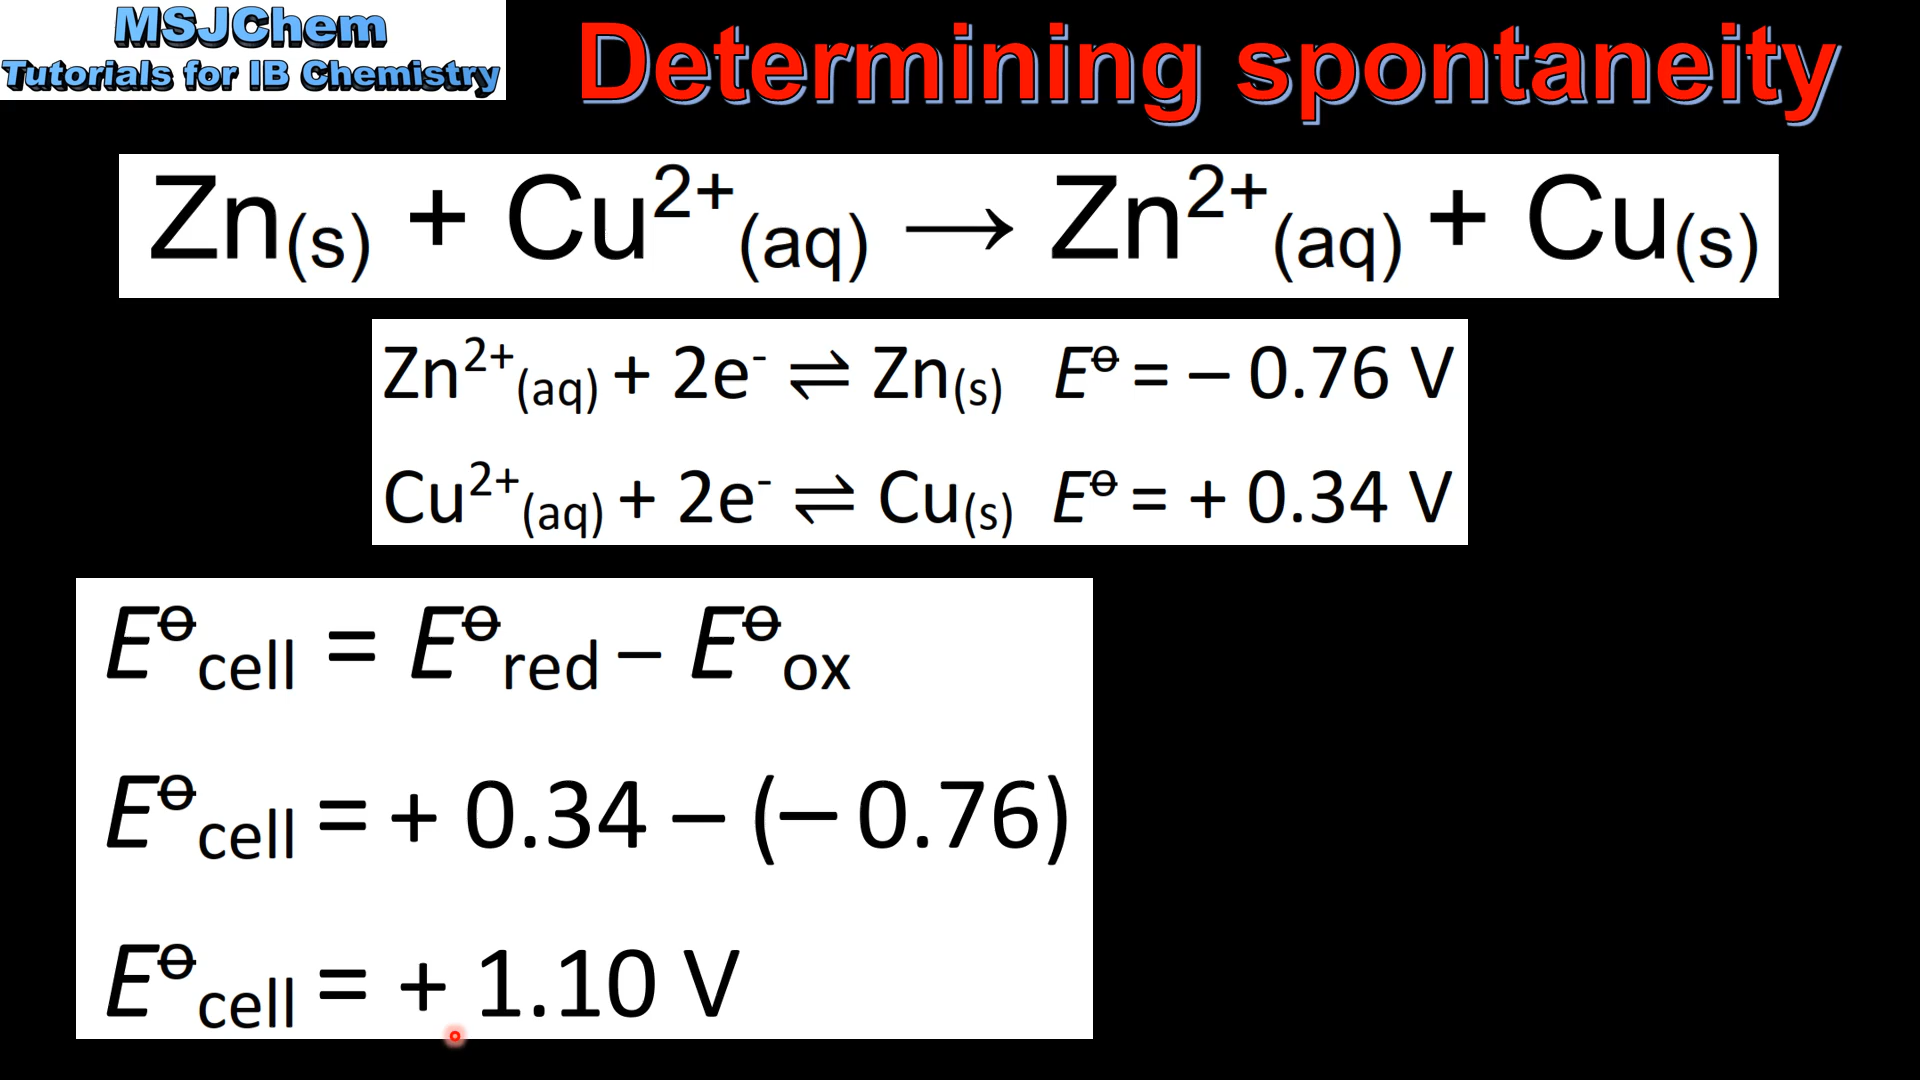 MSJChem
Tutorials for IB Chemistry
Determining spontaneity
Zn(s) + Cu²⁺(aq) → Zn²⁺(aq) + Cu(s)
Zn²⁺(aq) + 2e⁻ ⇌ Zn(s) E⦵ = – 0.76 V
Cu²⁺(aq) + 2e⁻ ⇌ Cu(s) E⦵ = + 0.34 V
E⦵cell = E⦵red – E⦵ox
E⦵cell = + 0.34 – (– 0.76)
E⦵cell = + 1.10 V